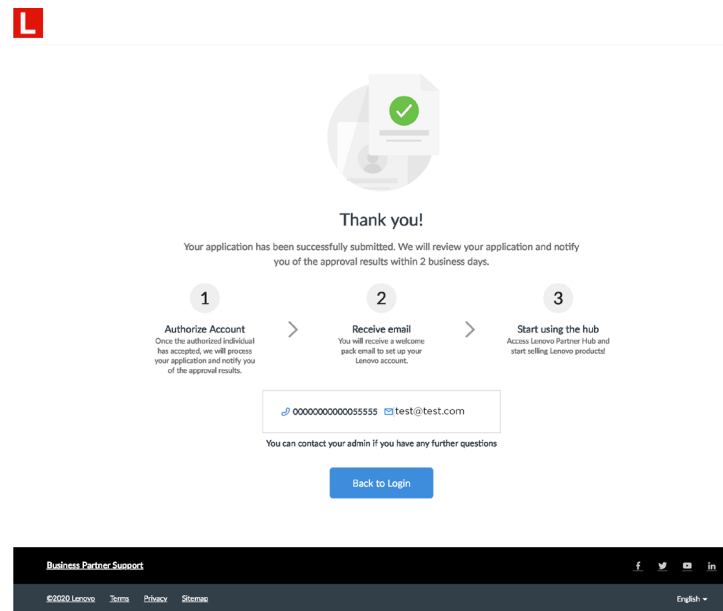 L
Thank you!
Your application has been successfully submitted. We will review your application and notify
you of the approval results within 2 business days.
1
2
3
Authorize Account
Once the authorized individual
has accepted, we will process
your application and notify you
of the approval results.
Receive email
You will receive a welcome
pack email to set up your
Lenovo account.
Start using the hub
Access Lenovo Partner Hub and
start selling Lenovo products!
00000000000055555 test@test.com
You can contact your admin if you have any further questions
Back to Login
Business Partner Support
©2020 Lenovo Terms Privacy Sitemap English